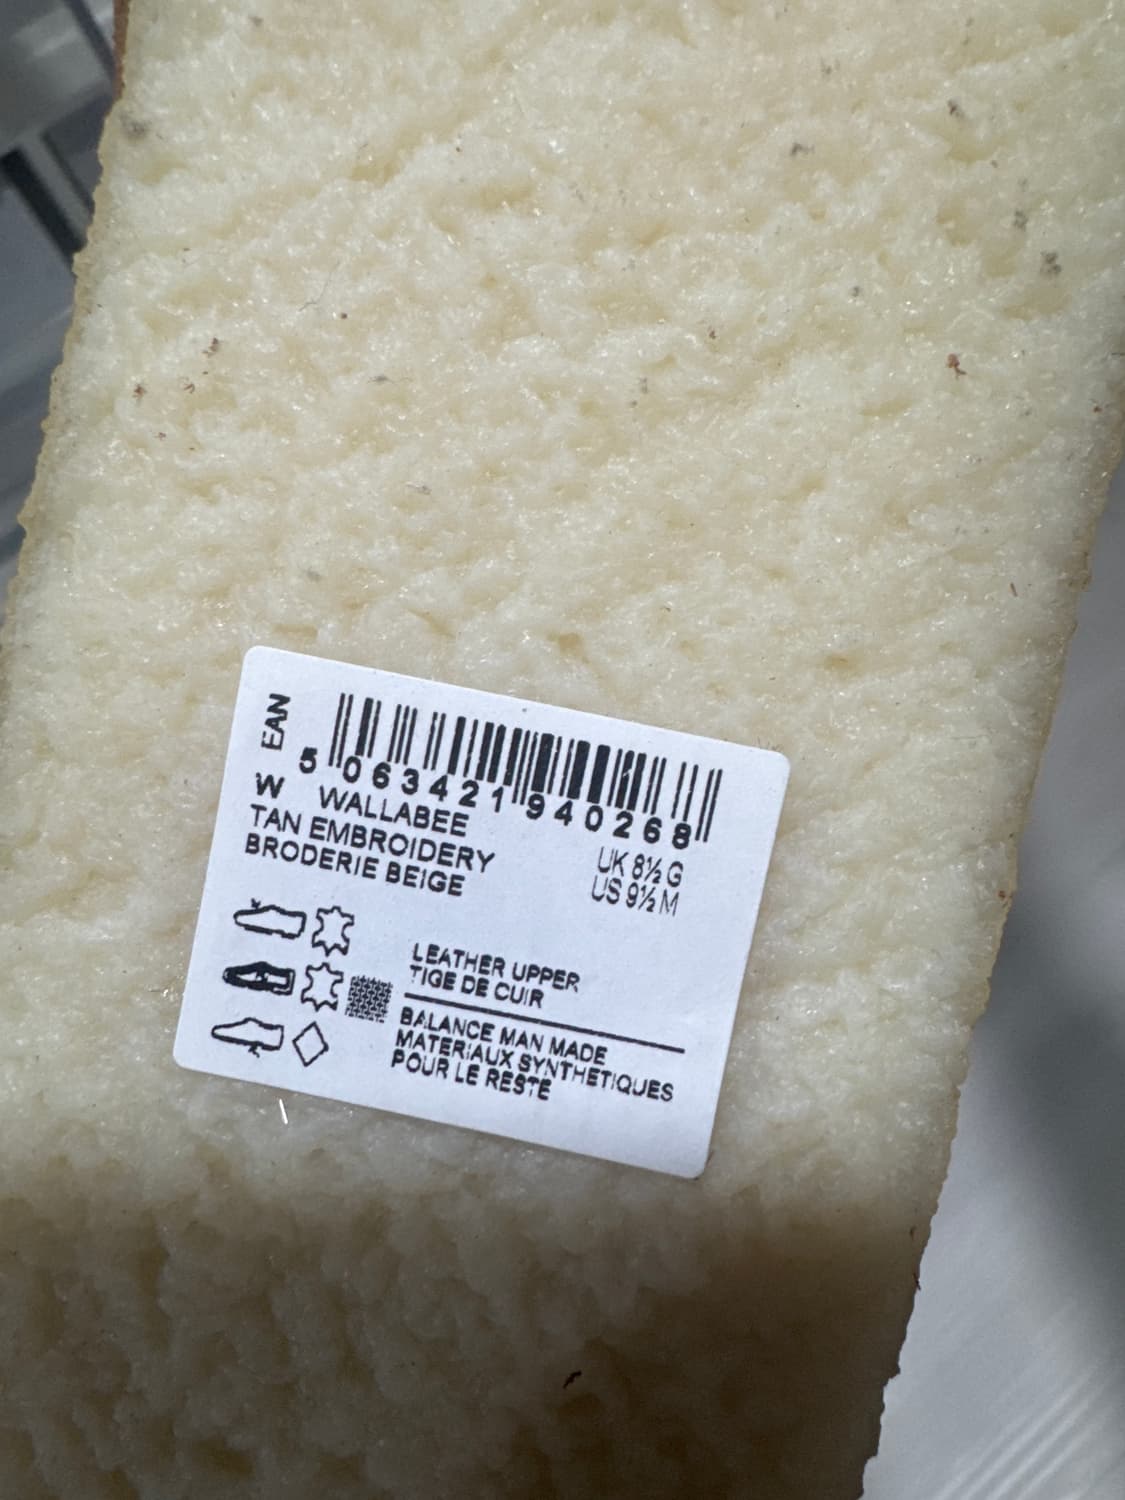 EAN
5 063421 940268
W WALLABEE
TAN EMBROIDERY
BRODERIE BEIGE
UK 8½ G
US 9½ M
LEATHER UPPER
TIGE DE CUIR
BALANCE MAN MADE
MATERIAUX SYNTHETIQUES
POUR LE RESTE